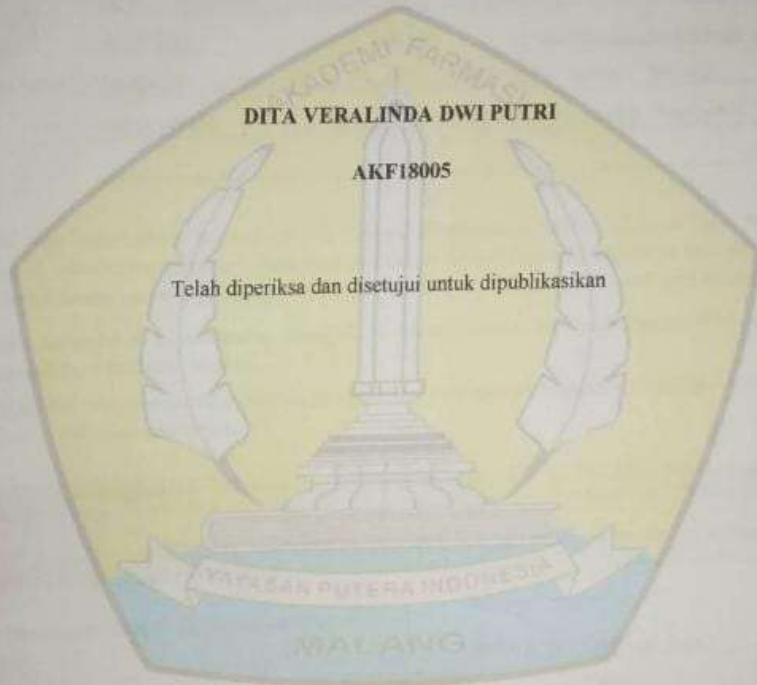 AKADEMI FARMASI
DITA VERALINDA DWI PUTRI
AKF18005
Telah diperiksa dan disetujui untuk dipublikasikan
YAYASAN PUTERA INDONESIA
MALANG